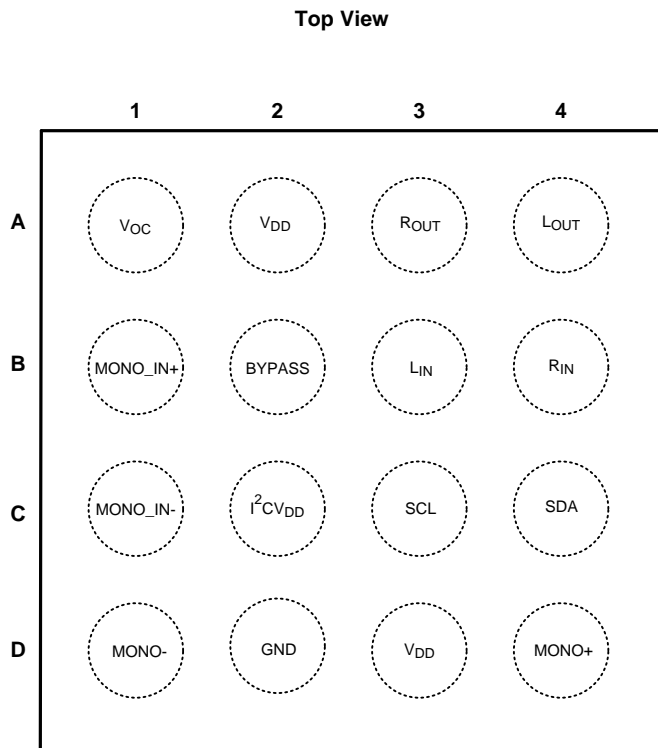 Top View
1 2 3 4
A VOC VDD ROUT LOUT
B MONO_IN+ BYPASS LIN RIN
C MONO_IN- I²CVDD SCL SDA
D MONO- GND VDD MONO+